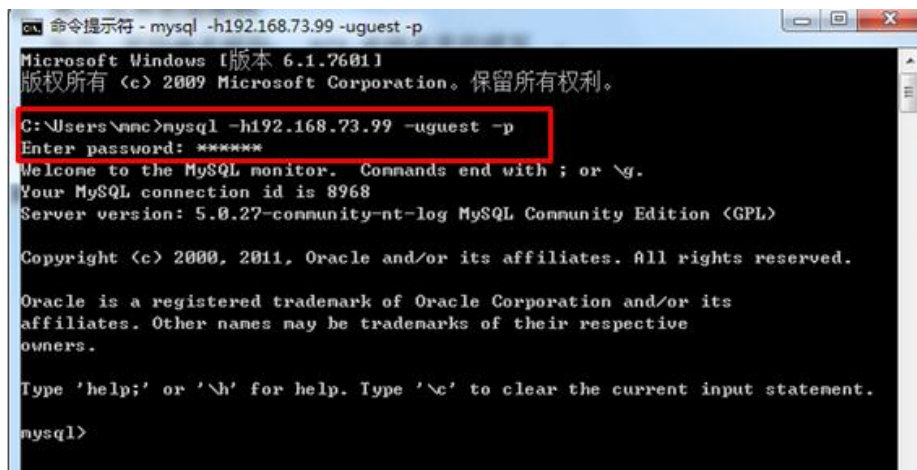 命令提示符 - mysql -h192.168.73.99 -uguest -p
Microsoft Windows [版本 6.1.7601]
版权所有 (c) 2009 Microsoft Corporation。保留所有权利。
C:\Users\mmc>mysql -h192.168.73.99 -uguest -p
Enter password: ******
Welcome to the MySQL monitor.  Commands end with ; or \g.
Your MySQL connection id is 8968
Server version: 5.0.27-community-nt-log MySQL Community Edition (GPL)
Copyright (c) 2000, 2011, Oracle and/or its affiliates. All rights reserved.
Oracle is a registered trademark of Oracle Corporation and/or its
affiliates. Other names may be trademarks of their respective
owners.
Type 'help;' or '\h' for help. Type '\c' to clear the current input statement.
mysql>